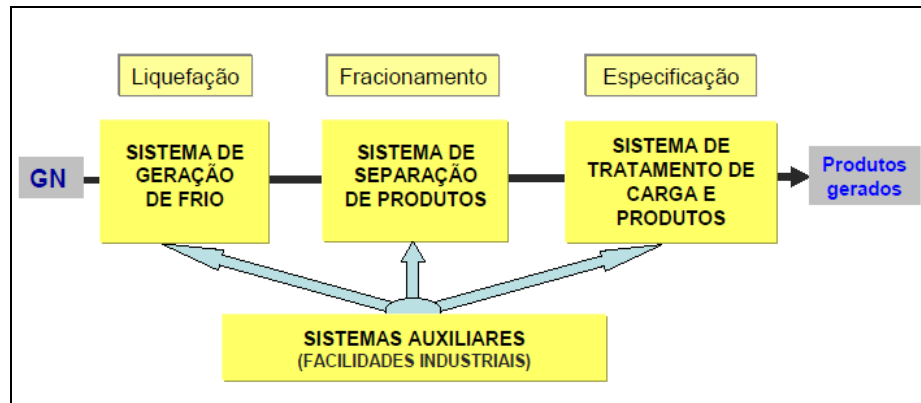 Liquefação
Fracionamento
Especificação
GN
SISTEMA DE
GERAÇÃO
DE FRIO
SISTEMA DE
SEPARAÇÃO
DE PRODUTOS
SISTEMA DE
TRATAMENTO DE
CARGA E
PRODUTOS
Produtos
gerados
SISTEMAS AUXILIARES
(FACILIDADES INDUSTRIAIS)